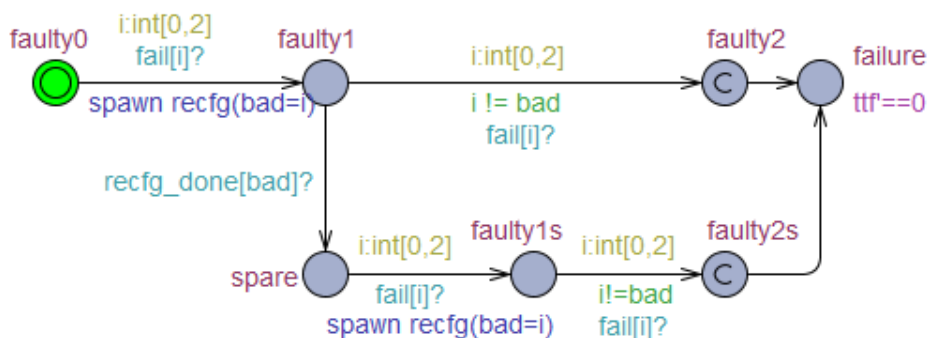 i:int[0,2]
faulty0
fail[i]?
faulty1
spawn recfg(bad=i)
i:int[0,2]
i != bad
fail[i]?
faulty2
C
failure
ttf'==0
recfg_done[bad]?
spare
i:int[0,2]
fail[i]?
spawn recfg(bad=i)
faulty1s
i:int[0,2]
i!=bad
fail[i]?
faulty2s
C